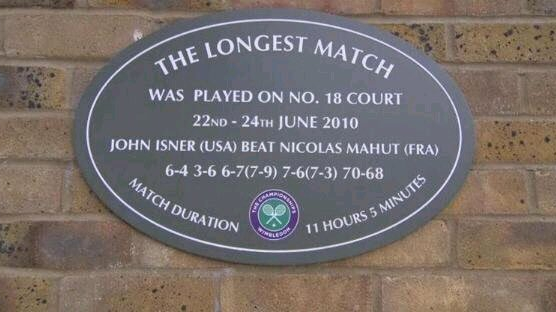 THE LONGEST MATCH
WAS PLAYED ON NO. 18 COURT
22ND - 24TH JUNE 2010
JOHN ISNER (USA) BEAT NICOLAS MAHUT (FRA)
6-4 3-6 6-7(7-9) 7-6(7-3) 70-68
MATCH DURATION 11 HOURS 5 MINUTES
THE CHAMPIONSHIPS
WIMBLEDON